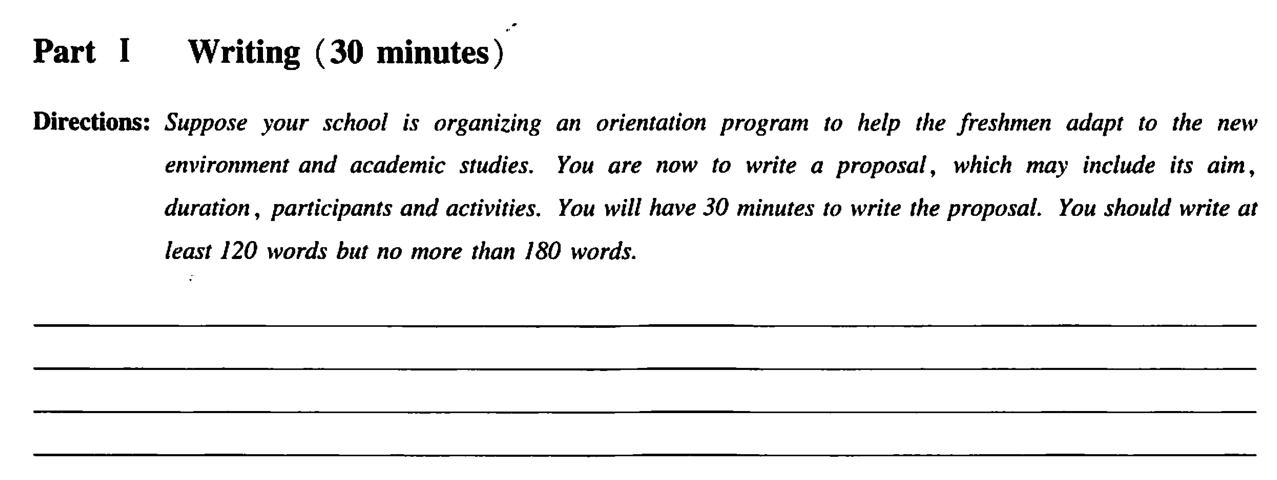 Part I Writing (30 minutes)
Directions: Suppose your school is organizing an orientation program to help the freshmen adapt to the new
environment and academic studies. You are now to write a proposal, which may include its aim,
duration, participants and activities. You will have 30 minutes to write the proposal. You should write at
least 120 words but no more than 180 words.